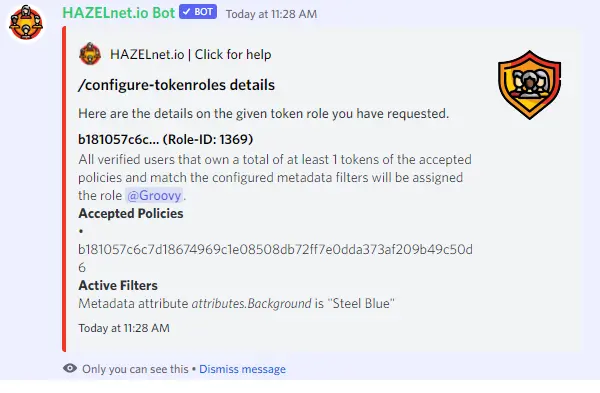 HAZELnet.io Bot ✔ BOT Today at 11:28 AM
HAZELnet.io | Click for help
/configure-tokenroles details
Here are the details on the given token role you have requested.
b181057c6c... (Role-ID: 1369)
All verified users that own a total of at least 1 tokens of the accepted
policies and match the configured metadata filters will be assigned
the role @Groovy.
Accepted Policies
•
b181057c6c7d18674969c1e08508db72ff7e0dda373af209b49c50d
6
Active Filters
Metadata attribute attributes.Background is "Steel Blue"
Today at 11:28 AM
Only you can see this • Dismiss message